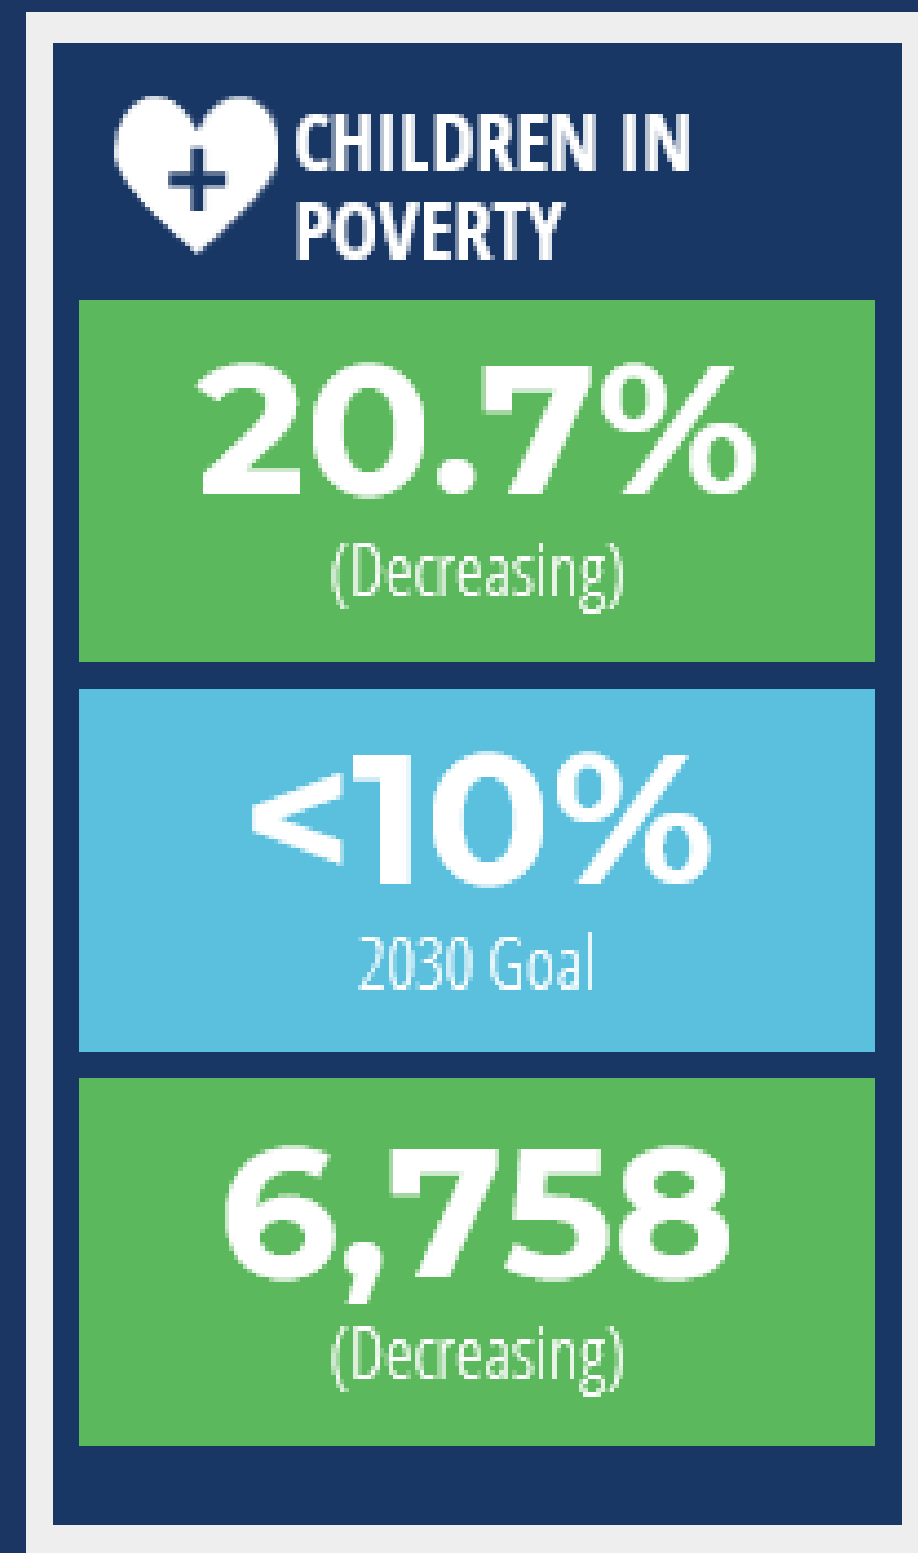 CHILDREN IN
POVERTY
20.7%
(Decreasing)
<10%
2030 Goal
6,758
(Decreasing)